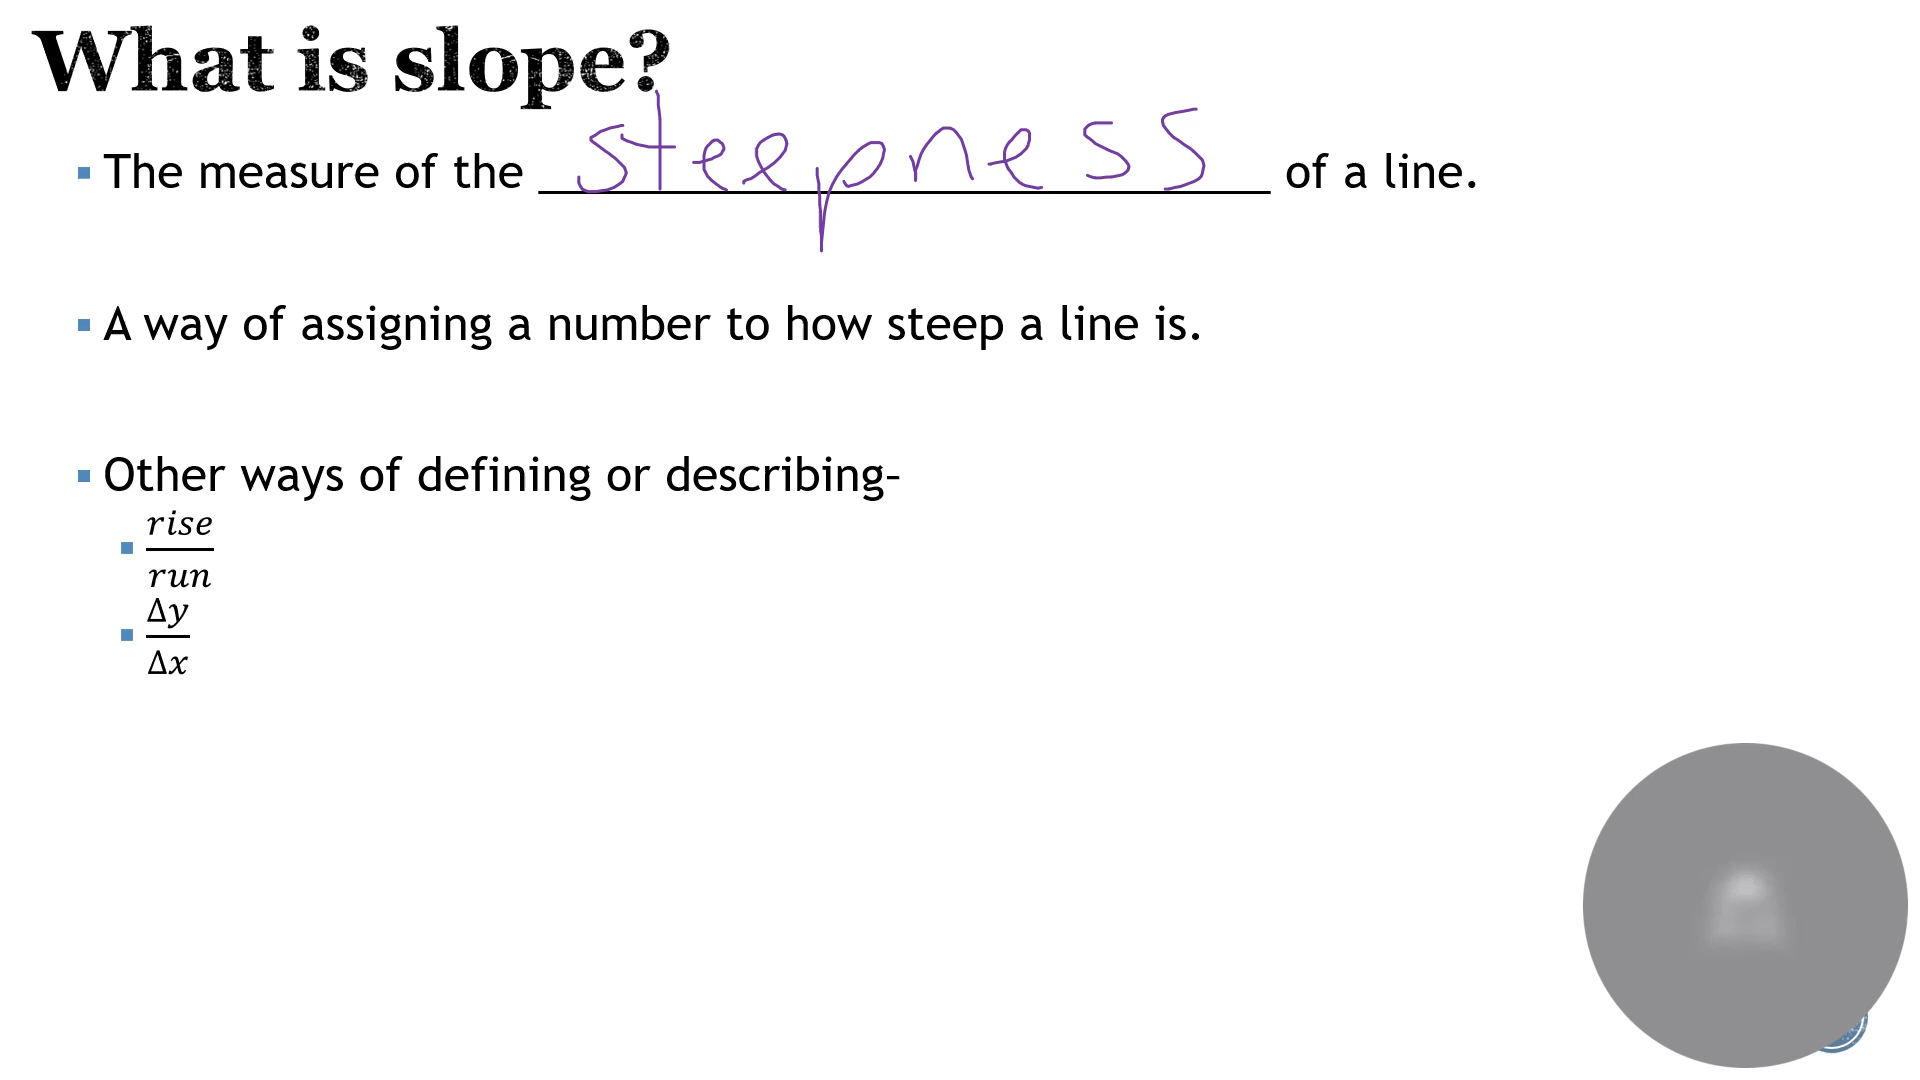 What is slope?
▪ The measure of the steepness of a line.
▪ A way of assigning a number to how steep a line is.
▪ Other ways of defining or describing–
▪ rise/run
▪ Δy/Δx